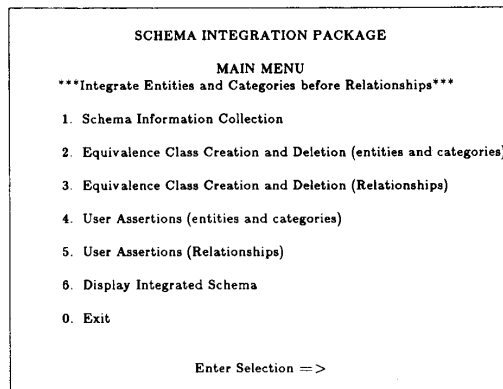 SCHEMA INTEGRATION PACKAGE
MAIN MENU
***Integrate Entities and Categories before Relationships***
1. Schema Information Collection
2. Equivalence Class Creation and Deletion (entities and categories)
3. Equivalence Class Creation and Deletion (Relationships)
4. User Assertions (entities and categories)
5. User Assertions (Relationships)
6. Display Integrated Schema
0. Exit
Enter Selection =>